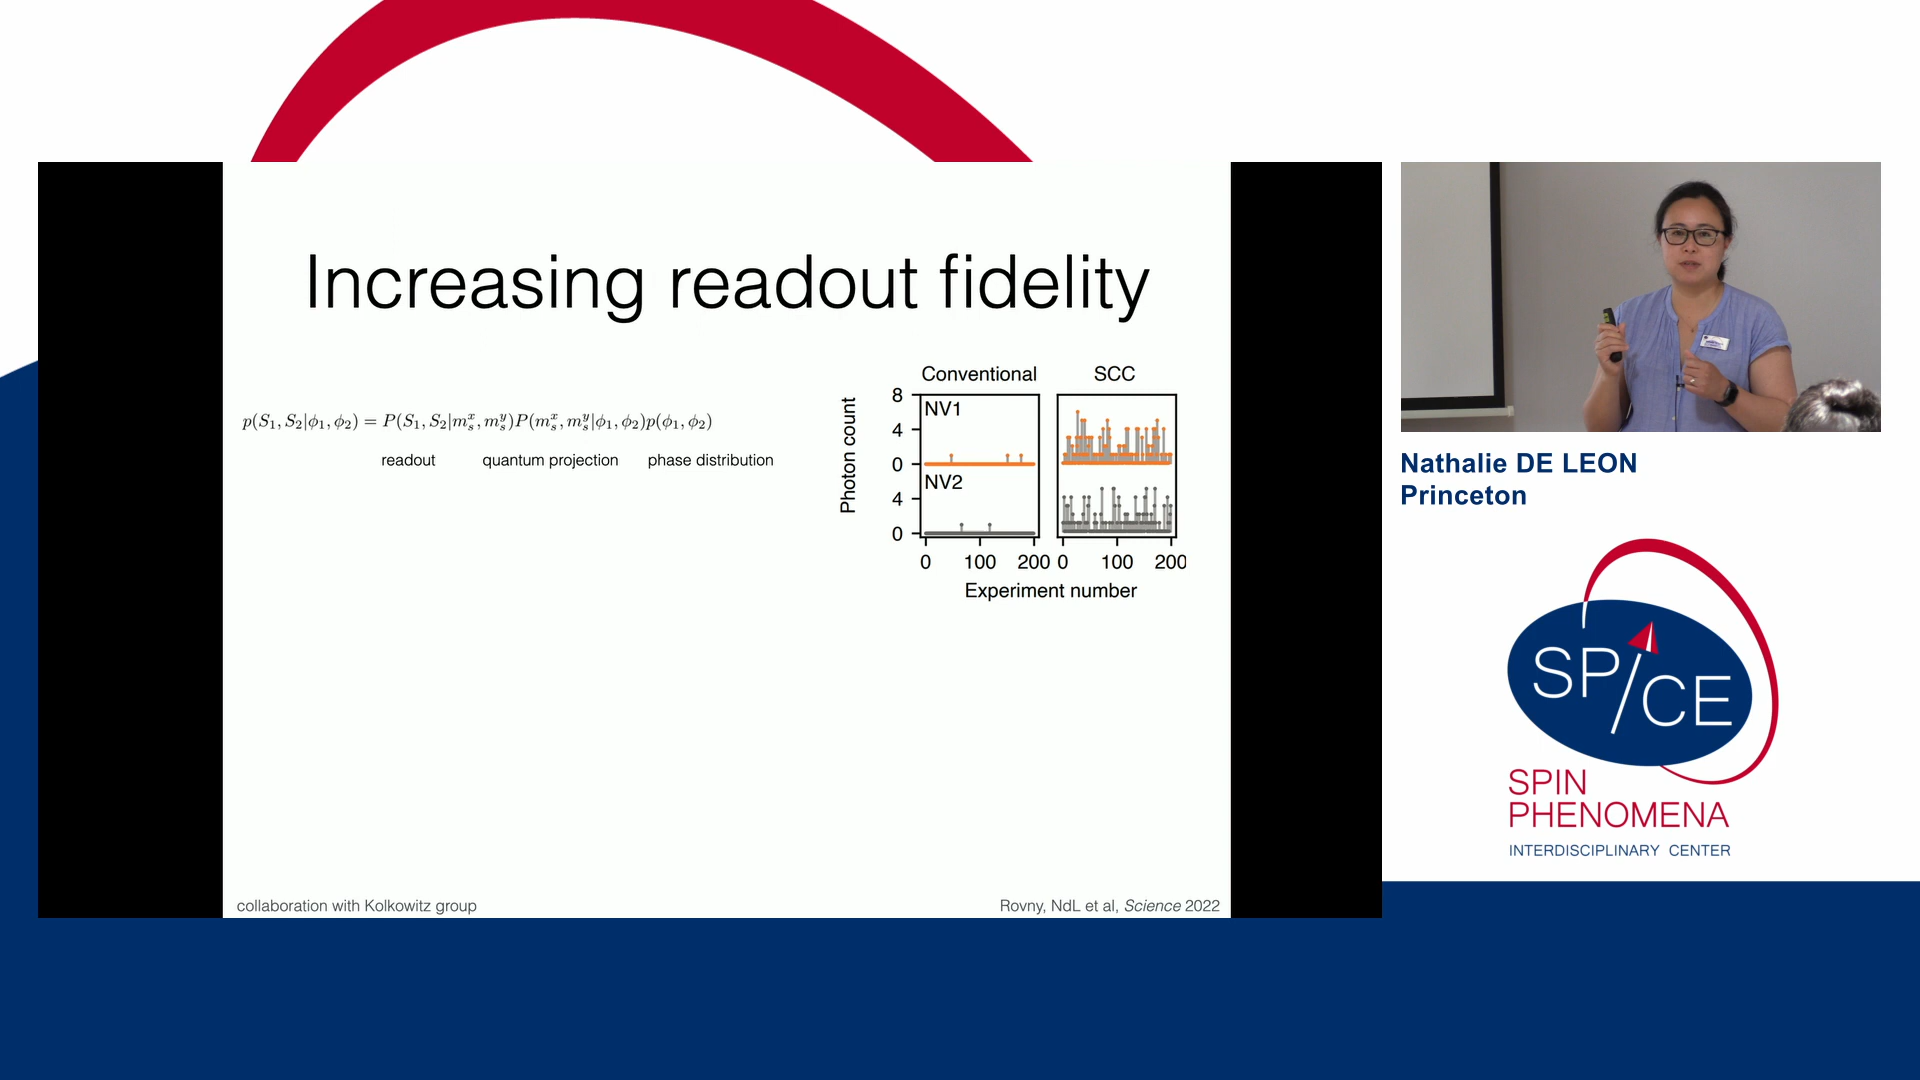 Increasing readout fidelity
p(S₁, S₂|ϕ₁, ϕ₂) = P(S₁, S₂|mₛˣ, mₛʸ)P(mₛˣ, mₛʸ|ϕ₁, ϕ₂)p(ϕ₁, ϕ₂)
readout quantum projection phase distribution
Conventional SCC
Photon count
8
4
0
4
0
NV1
NV2
0 100 200 0 100 200
Experiment number
collaboration with Kolkowitz group
Rovny, NdL et al, Science 2022
Nathalie DE LEON
Princeton
SPICE
SPIN
PHENOMENA
INTERDISCIPLINARY CENTER